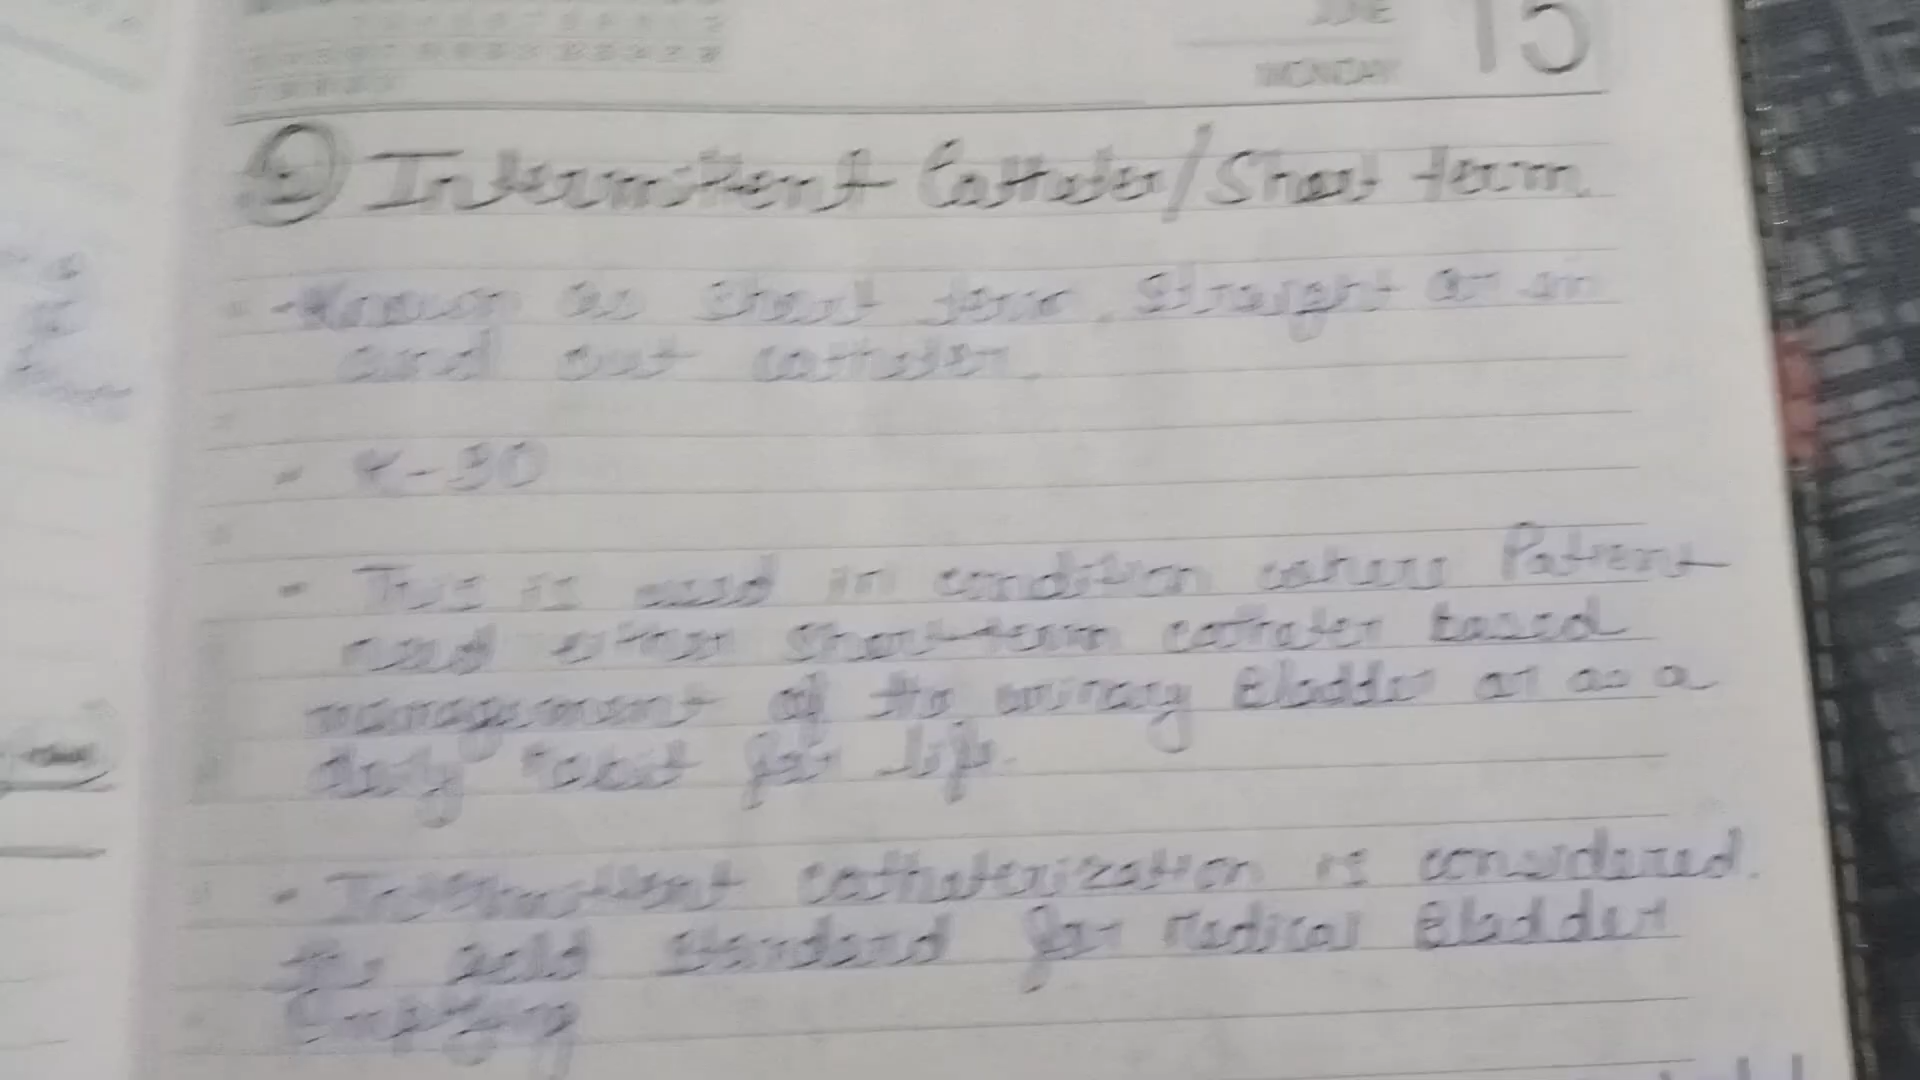 JUNE 15
MONDAY
Intermittent Catheter/Short term.
- Known as short term, Straight or in
and out catheter.
This is used in condition where Patient
need either short-term catheter based
management of the urinary Bladder or as a
daily habit for life.
- Intermittent catheterization is considered
the gold standard for medical Bladder
Emptying